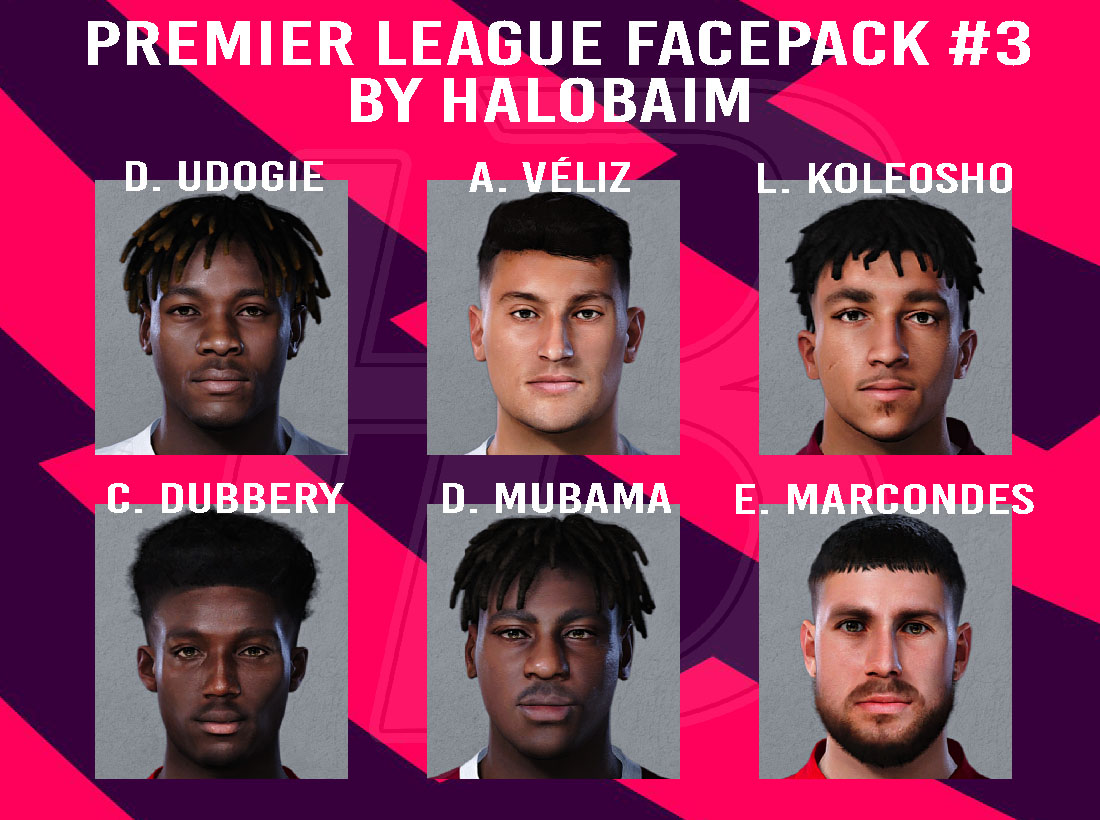 PREMIER LEAGUE FACEPACK #3
BY HALOBAIM
D. UDOGIE
A. VÉLIZ
L. KOLEOSHO
C. DUBBERY
D. MUBAMA
E. MARCONDES